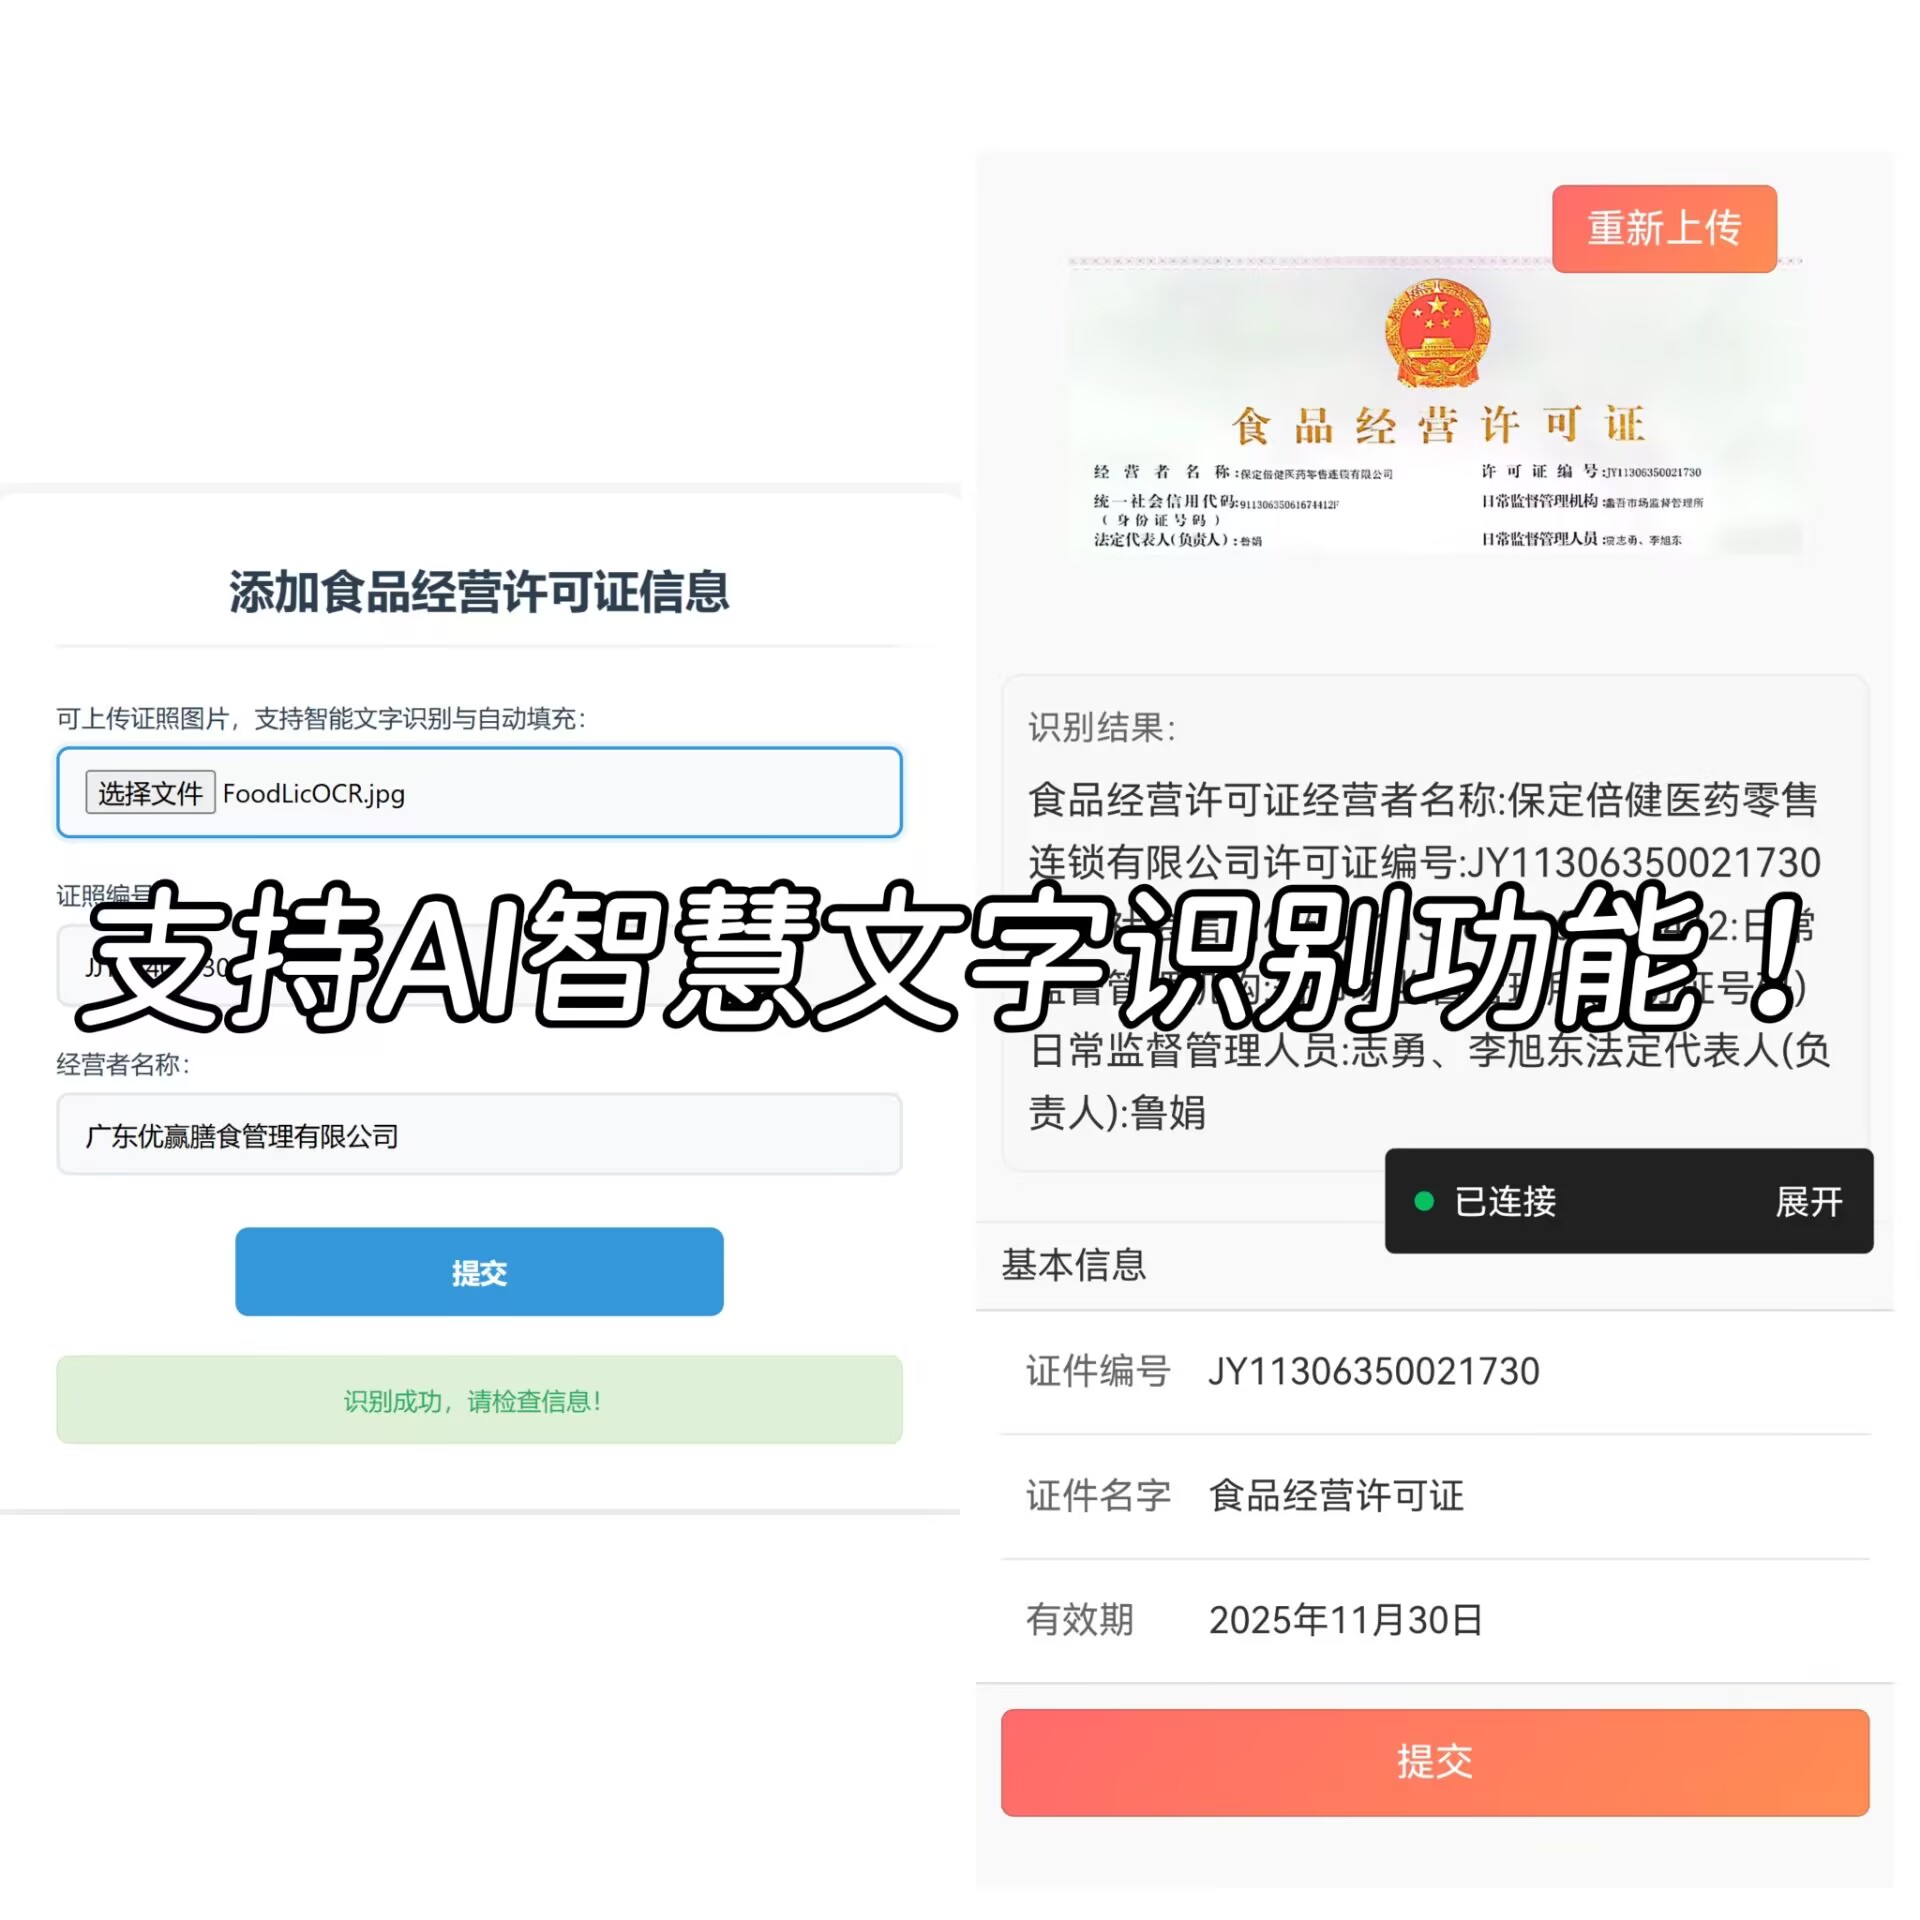 添加食品经营许可证信息
可上传证照图片，支持智能文字识别与自动填充：
选择文件 FoodLicOCR.jpg
证照编号
支持AI智慧文字识别功能！
经营者名称：
广东优赢膳食管理有限公司
提交
识别成功，请检查信息！
重新上传
食品经营许可证
经营者名称：保定倍健医药零售连锁有限公司
许可证编号：JY11306350021730
统一社会信用代码：91130635061674412F
（身份证号码）
日常监督管理机构：蠡吾市场监督管理所
法定代表人（负责人）：鲁娟
日常监督管理人员：志勇、李旭东
识别结果：
食品经营许可证经营者名称:保定倍健医药零售
连锁有限公司许可证编号:JY11306350021730
2:日常
监督管
日常监督管理人员:志勇、李旭东法定代表人(负
责人):鲁娟
已连接 展开
基本信息
证件编号 JY11306350021730
证件名字 食品经营许可证
有效期 2025年11月30日
提交